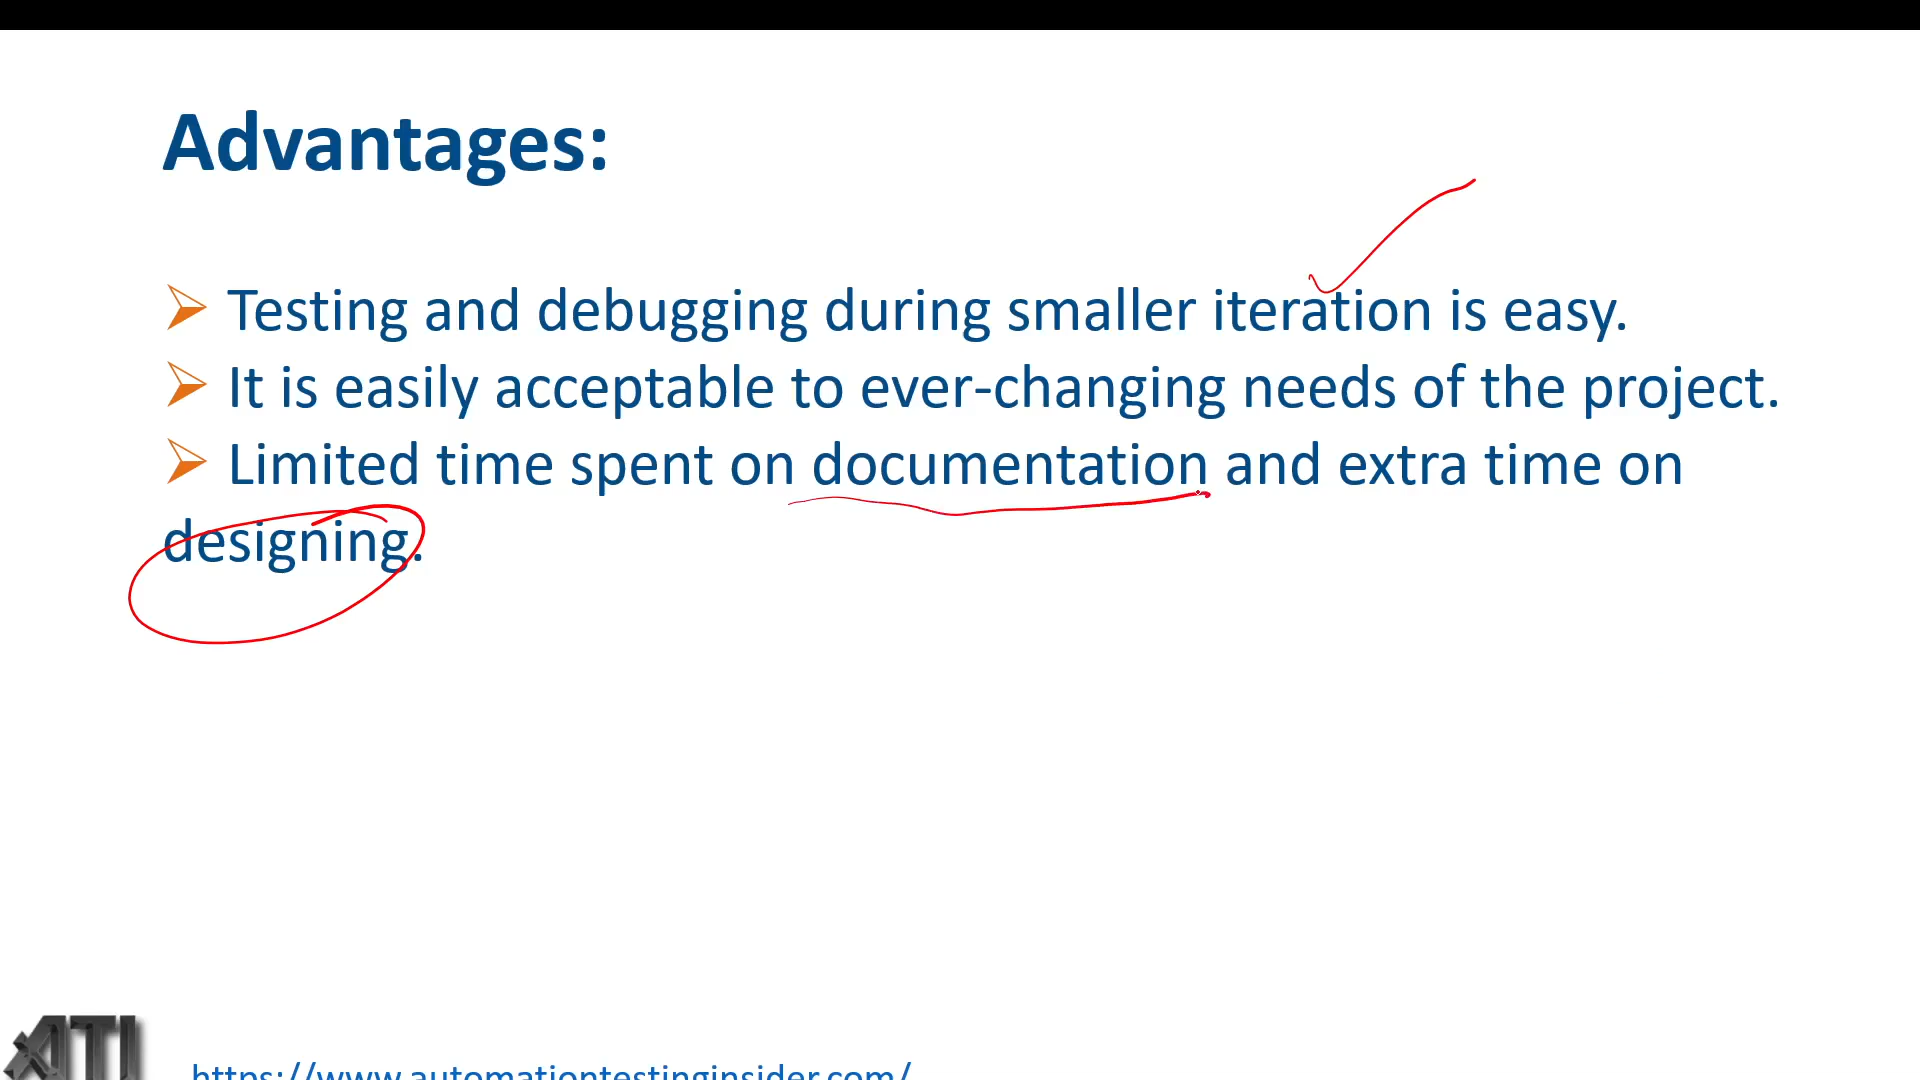 Advantages:
Testing and debugging during smaller iteration is easy.
It is easily acceptable to ever-changing needs of the project.
Limited time spent on documentation and extra time on
designing.
ATI
https://www.automationtestinginsider.com/